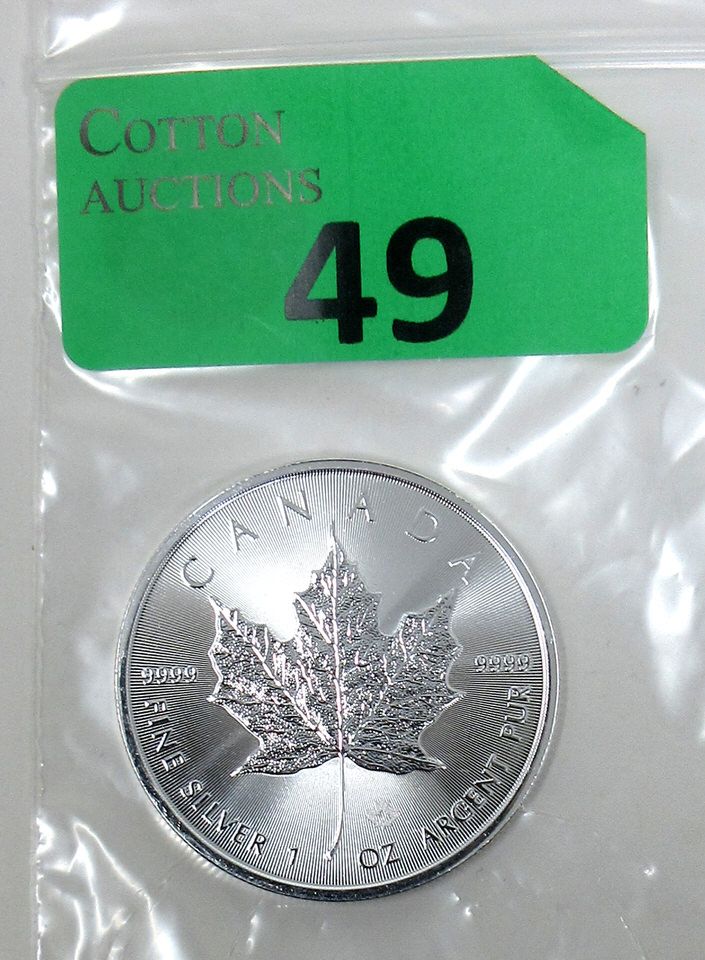 COTTON
AUCTIONS
49
CANADA
9999
9999
FINE SILVER 1 OZ ARGENT PUR